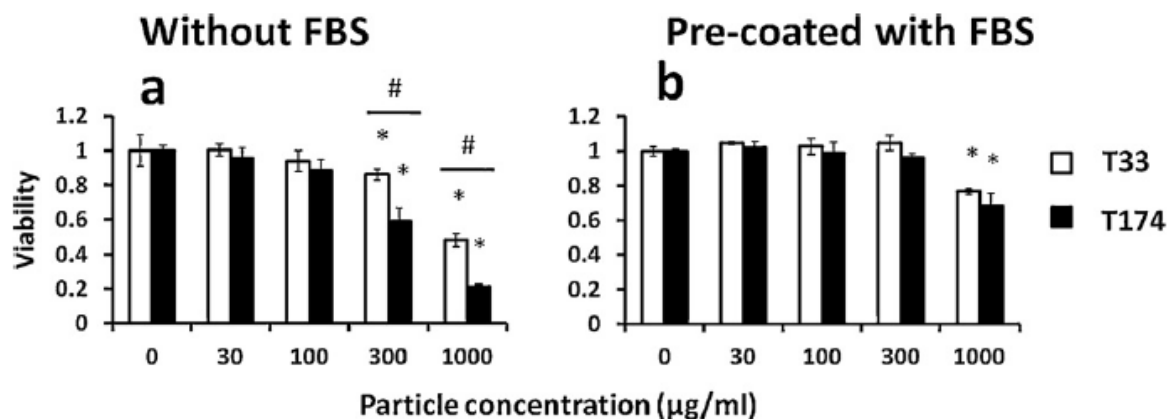 Without FBS
Pre-coated with FBS
a
b
#
#
*
*
*
*
*
*
1.2
1
0.8
0.6
0.4
0.2
0
Viability
0 30 100 300 1000
1.2
1
0.8
0.6
0.4
0.2
0
0 30 100 300 1000
T33
T174
Particle concentration (µg/ml)